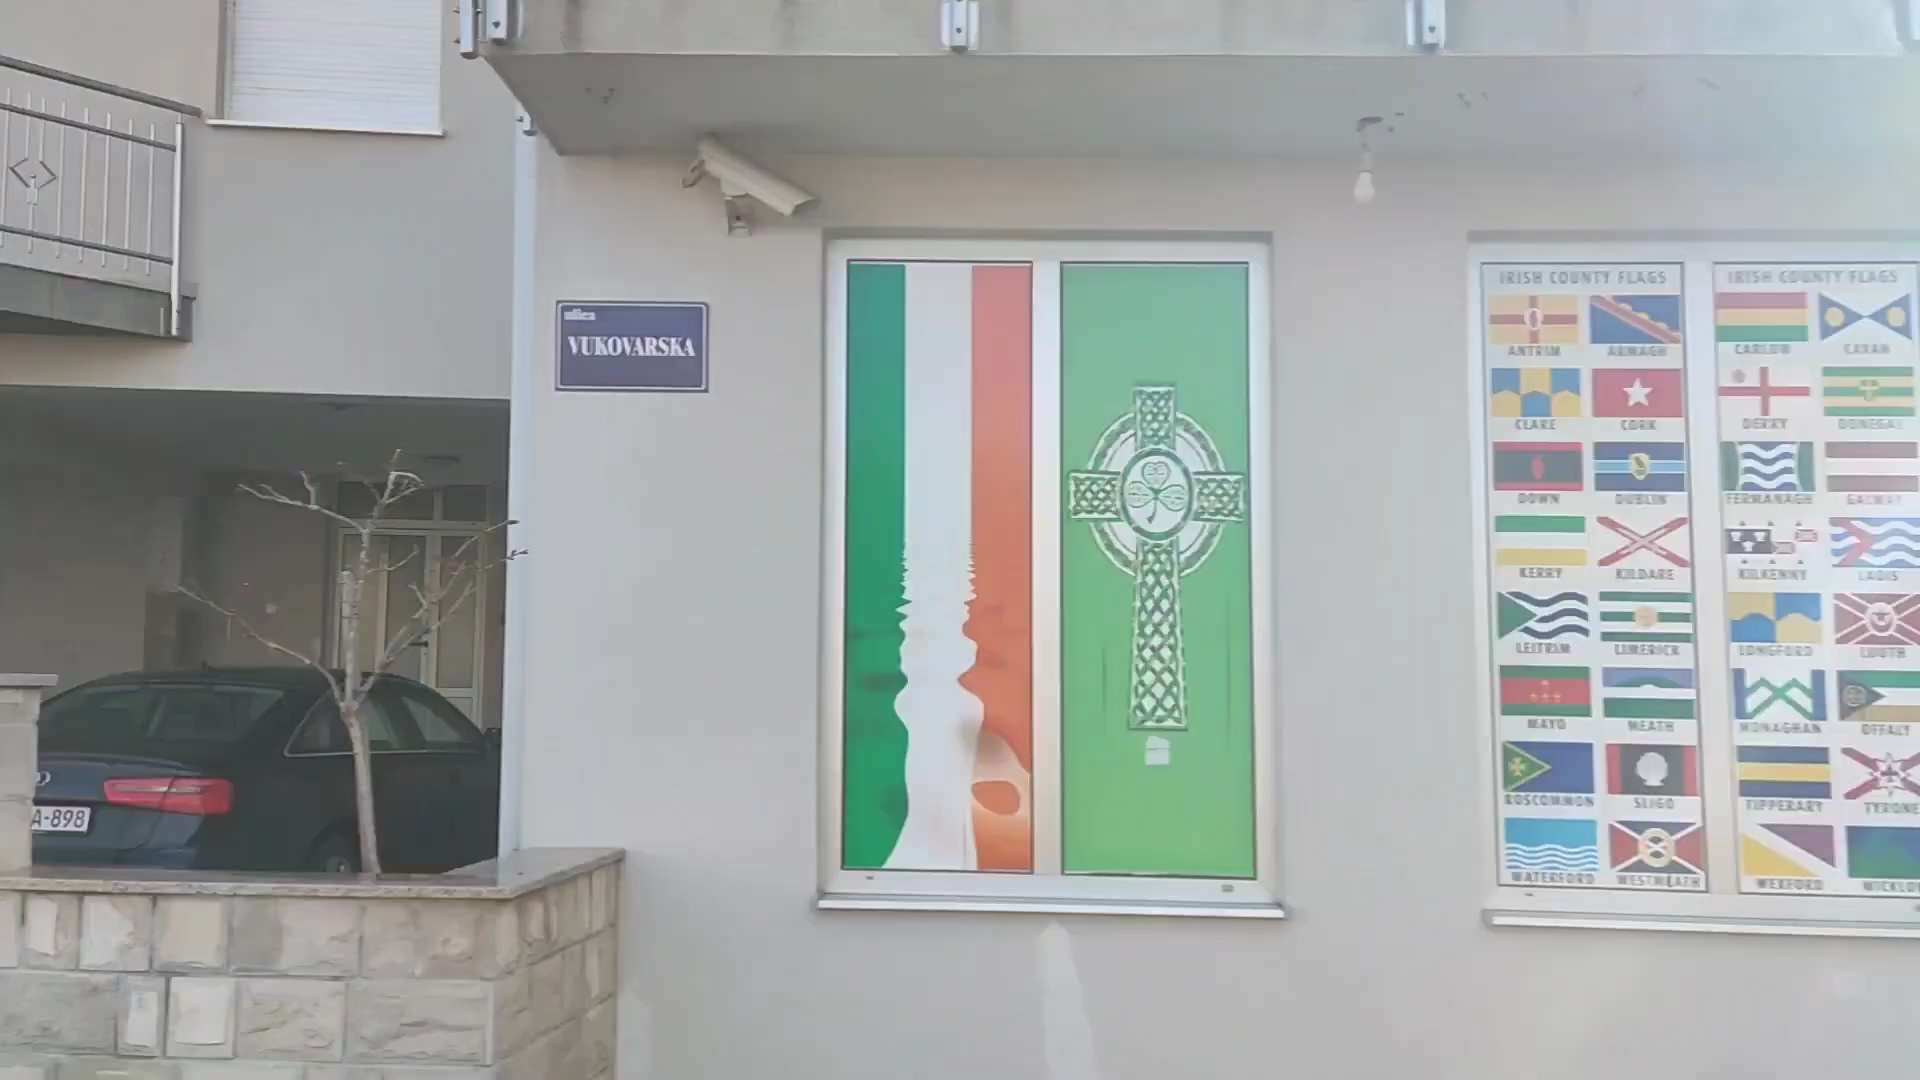 ulica
VUKOVARSKA
A-898
IRISH COUNTY FLAGS
ANTRIM ARMAGH
CLARE CORK
DOWN DUBLIN
KERRY KILDARE
LEITRIM LIMERICK
MAYO MEATH
ROSCOMMON SLIGO
WATERFORD WESTMEATH
IRISH COUNTY FLAGS
CARLOW CAVAN
DERRY DONEGAL
FERMANAGH GALWAY
KILKENNY LAOIS
LONGFORD LOUTH
MONAGHAN OFFALY
TIPPERARY TYRONE
WEXFORD WICKLOW